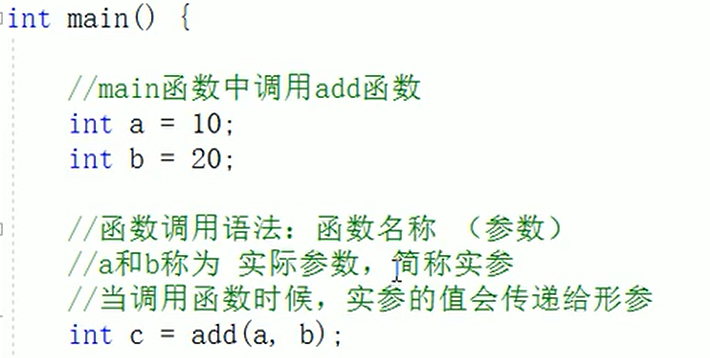 int main() {
//main函数中调用add函数
int a = 10;
int b = 20;
//函数调用语法：函数名称 （参数）
//a和b称为 实际参数，简称实参
//当调用函数时候，实参的值会传递给形参
int c = add(a, b);